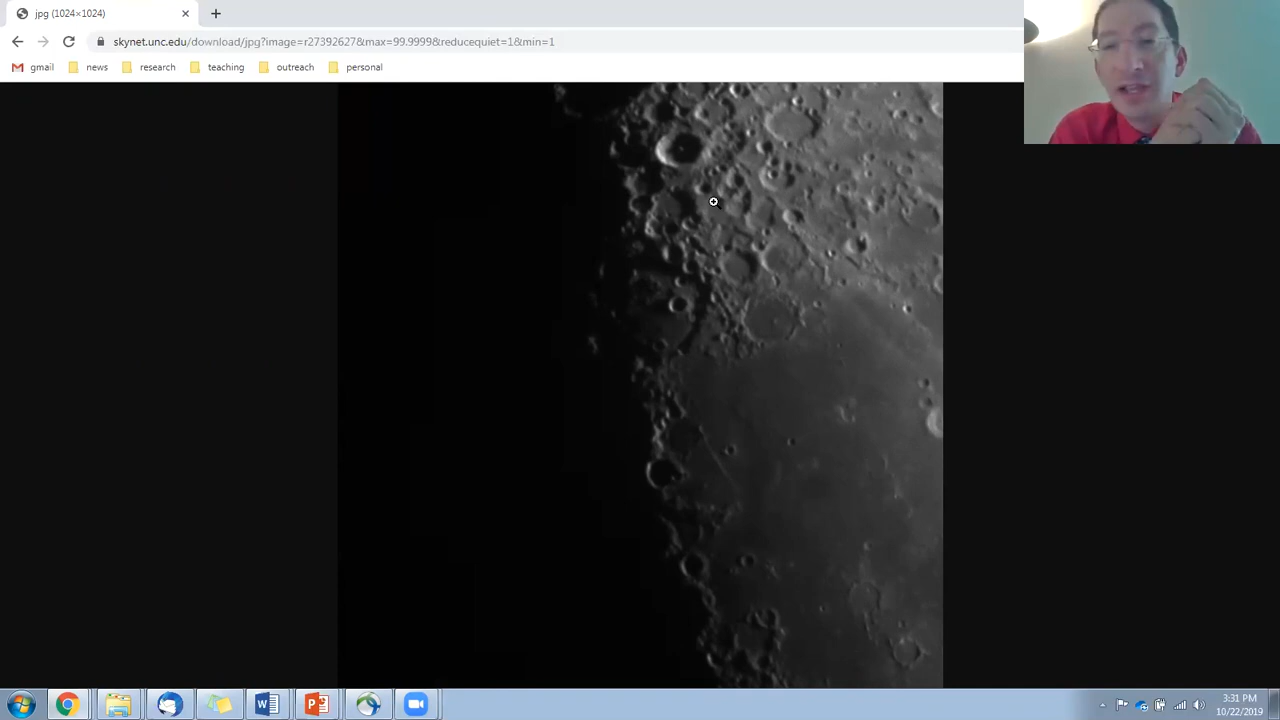 jpg (1024×1024)
skynet.unc.edu/download/jpg?image=r27392627&max=99.9999&reducequiet=1&min=1
gmail news research teaching outreach personal
3:31 PM
10/22/2019